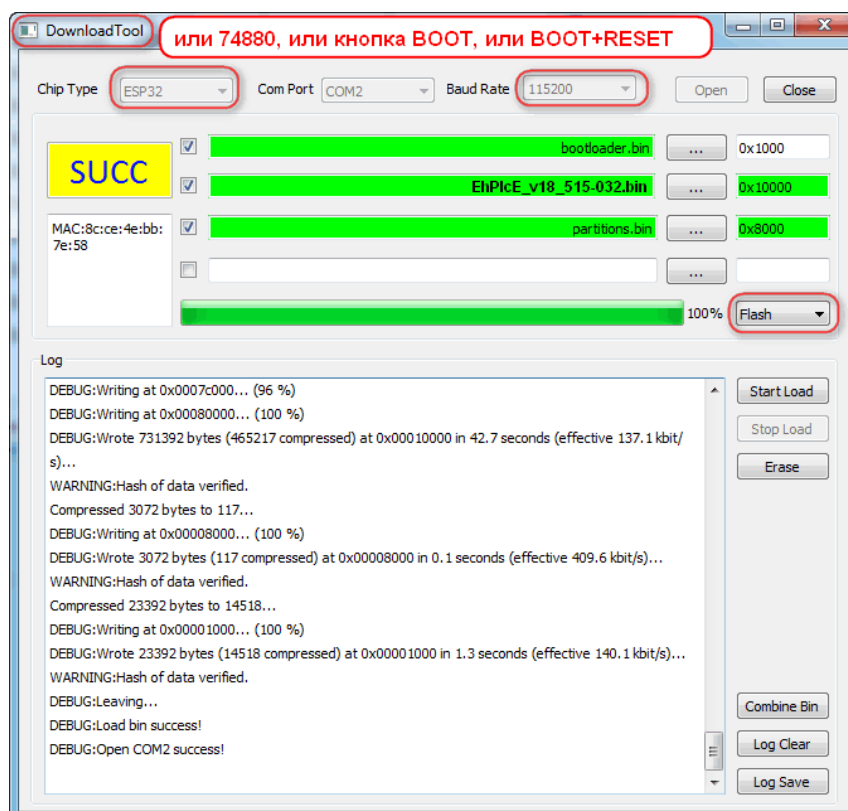 DownloadTool
или 74880, или кнопка BOOT, или BOOT+RESET
Chip Type ESP32 Com Port COM2 Baud Rate 115200 Open Close
SUCC
bootloader.bin ... 0x1000
EhPlcE_v18_515-032.bin ... 0x10000
MAC:8c:ce:4e:bb:
7e:58
partitions.bin ... 0x8000
...
100% Flash
Log
DEBUG:Writing at 0x0007c000... (96 %)
DEBUG:Writing at 0x00080000... (100 %)
DEBUG:Wrote 731392 bytes (465217 compressed) at 0x00010000 in 42.7 seconds (effective 137.1 kbit/
s)...
WARNING:Hash of data verified.
Compressed 3072 bytes to 117...
DEBUG:Writing at 0x00008000... (100 %)
DEBUG:Wrote 3072 bytes (117 compressed) at 0x00008000 in 0.1 seconds (effective 409.6 kbit/s)...
WARNING:Hash of data verified.
Compressed 23392 bytes to 14518...
DEBUG:Writing at 0x00001000... (100 %)
DEBUG:Wrote 23392 bytes (14518 compressed) at 0x00001000 in 1.3 seconds (effective 140.1 kbit/s)...
WARNING:Hash of data verified.
DEBUG:Leaving...
DEBUG:Load bin success!
DEBUG:Open COM2 success!
Start Load
Stop Load
Erase
Combine Bin
Log Clear
Log Save